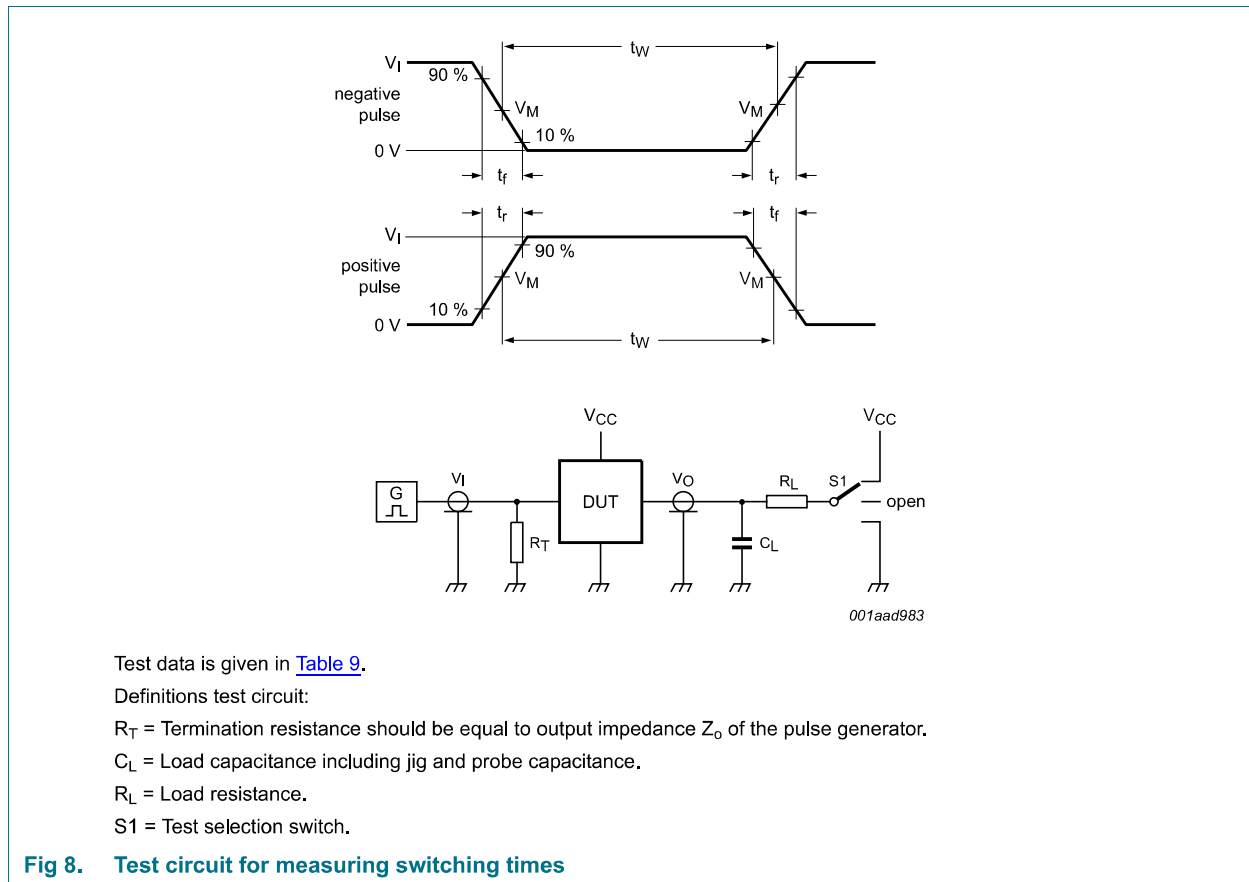 tW
VI
90 %
negative
pulse
VM
VM
10 %
0 V
tf
tr
tr
tf
VI
90 %
positive
pulse
VM
VM
10 %
0 V
tW
VCC
VCC
VI
VO
RL
S1
G
DUT
open
RT
CL
001aad983
Test data is given in Table 9.
Definitions test circuit:
RT = Termination resistance should be equal to output impedance Zo of the pulse generator.
CL = Load capacitance including jig and probe capacitance.
RL = Load resistance.
S1 = Test selection switch.
Fig 8. Test circuit for measuring switching times